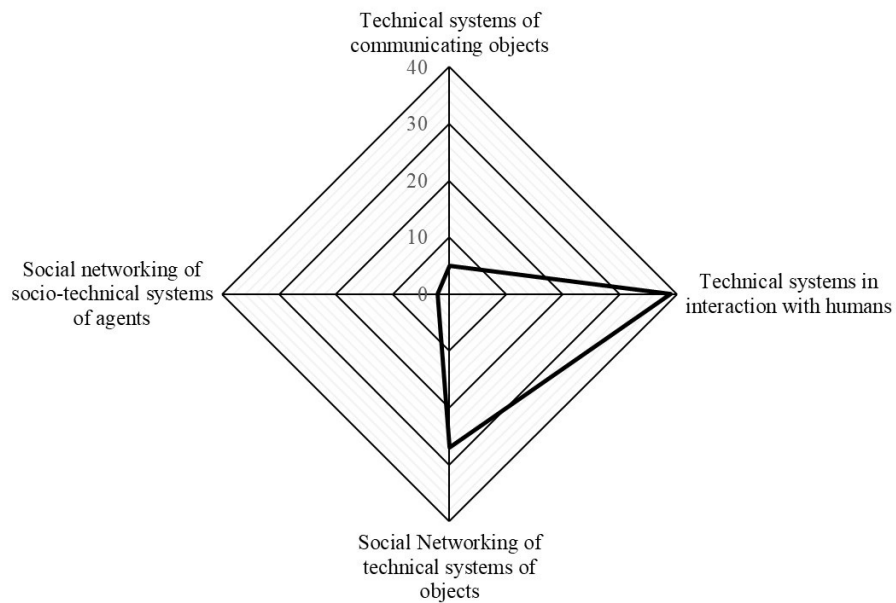 Technical systems of
communicating objects
40
30
20
10
0
Social networking of
socio-technical systems
of agents
Technical systems in
interaction with humans
Social Networking of
technical systems of
objects